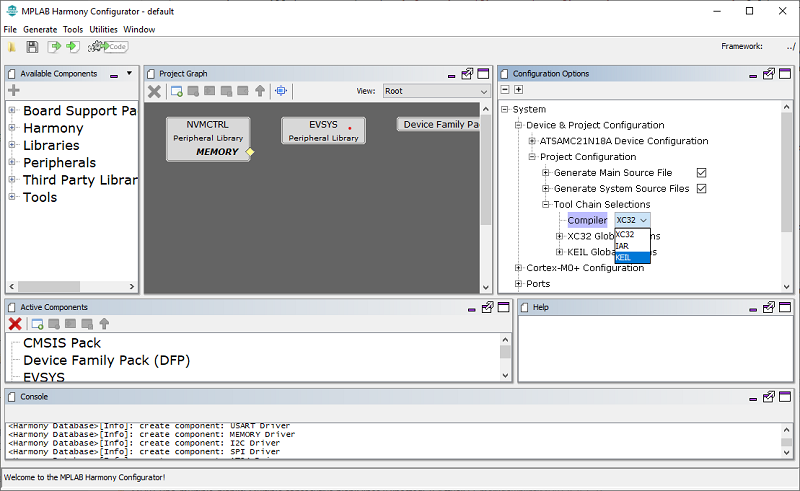 MPLAB Harmony Configurator - default
File Generate Tools Utilities Window
Code
Framework: ../
Available Components
Board Support Pa
Harmony
Libraries
Peripherals
Third Party Librar
Tools
Project Graph
View: Root
NVMCTRL
Peripheral Library
MEMORY
EVSYS
Peripheral Library
Device Family Pa
Configuration Options
System
Device & Project Configuration
ATSAMC21N18A Device Configuration
Project Configuration
Generate Main Source File
Generate System Source Files
Tool Chain Selections
Compiler XC32
XC32
IAR
KEIL
XC32 Glob ns
KEIL Globa ns
Cortex-M0+ Configuration
Ports
Active Components
CMSIS Pack
Device Family Pack (DFP)
EVSYS
Help
Console
<Harmony Database>[Info]: create component: USART Driver
<Harmony Database>[Info]: create component: MEMORY Driver
<Harmony Database>[Info]: create component: I2C Driver
<Harmony Database>[Info]: create component: SPI Driver
Welcome to the MPLAB Harmony Configurator!